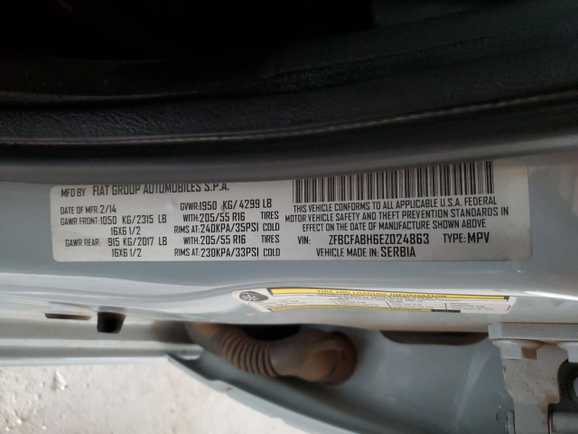 MFD BY FIAT GROUP AUTOMOBILES S.P.A.
DATE OF MFR:2/14 GVWR:1950 KG/4299 LB
GAWR FRONT:1050 KG/2315 LB WITH:205/55 R16 TIRES
16X6 1/2 RIMS AT:240KPA/35PSI COLD
GAWR REAR: 915 KG/2017 LB WITH:205/55 R16 TIRES
16X6 1/2 RIMS AT:230KPA/33PSI COLD
THIS VEHICLE CONFORMS TO ALL APPLICABLE U.S.A.
MOTOR VEHICLE SAFETY AND THEFT PREVENTION STANDARDS IN
EFFECT ON THE DATE OF MANUFACTURE SHOWN ABOVE
VIN: ZFBCFABH6EZ024863 TYPE: MPV
VEHICLE MADE IN: SERBIA